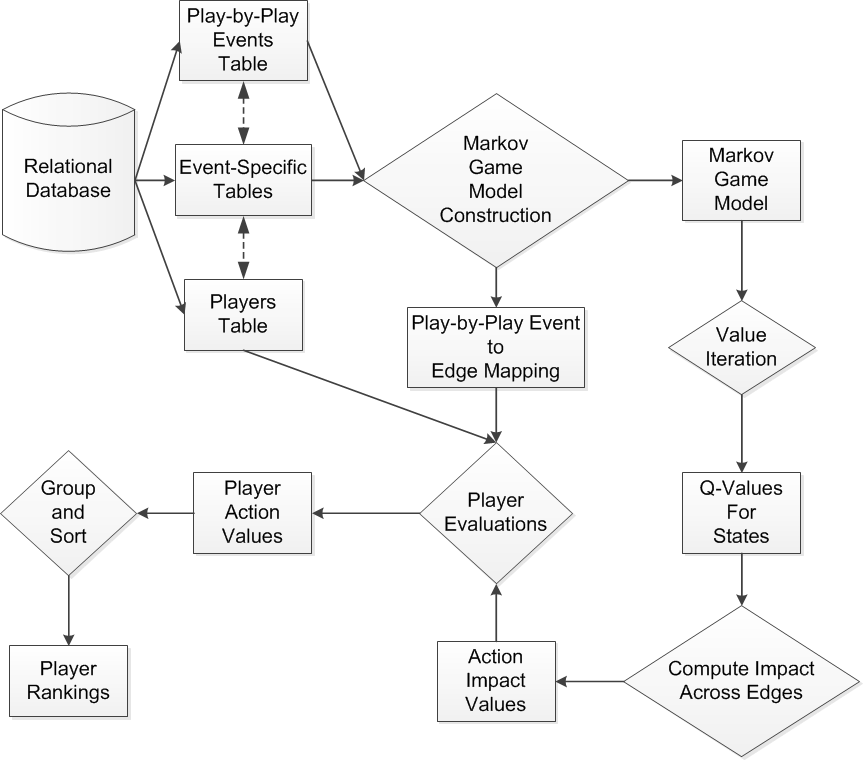 Play-by-Play
Events
Table
Relational
Database
Event-Specific
Tables
Markov
Game
Model
Construction
Markov
Game
Model
Players
Table
Play-by-Play Event
to
Edge Mapping
Value
Iteration
Group
and
Sort
Player
Action
Values
Player
Evaluations
Q-Values
For
States
Player
Rankings
Action
Impact
Values
Compute Impact
Across Edges